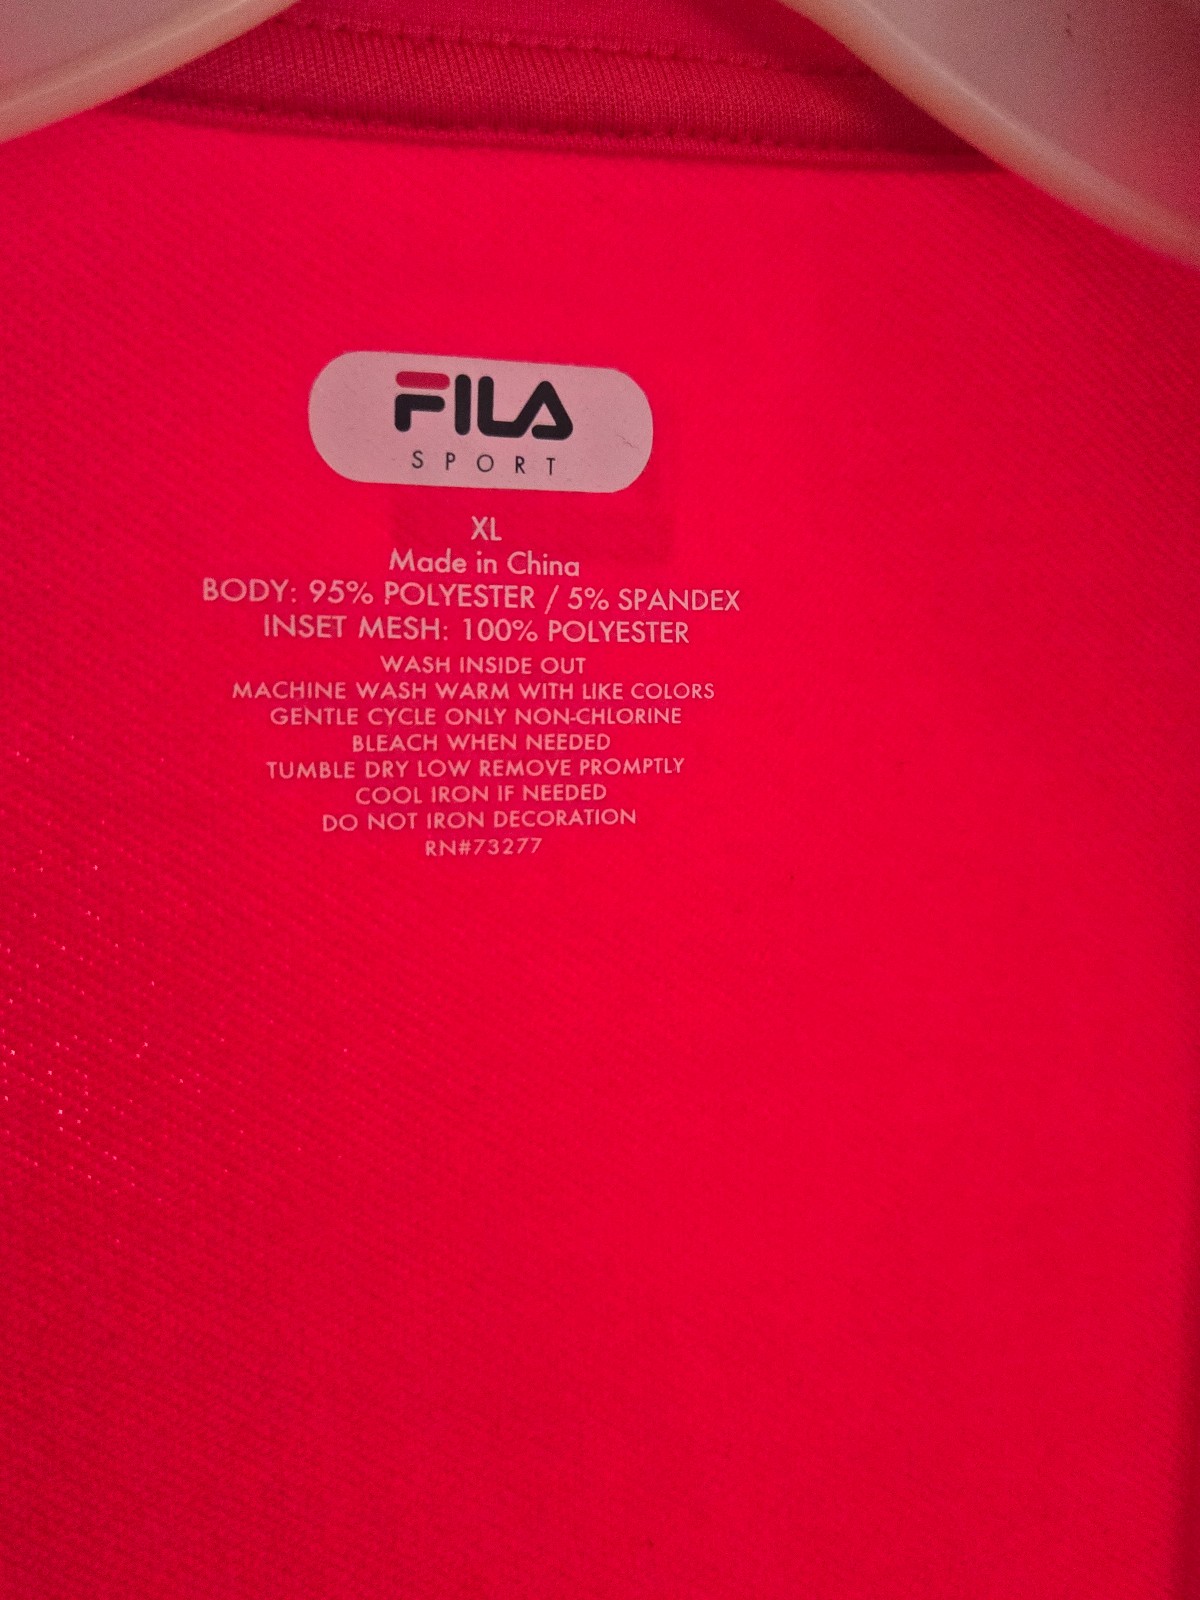 FILA
SPORT
XL
Made in China
BODY: 95% POLYESTER / 5% SPANDEX
INSET MESH: 100% POLYESTER
WASH INSIDE OUT
MACHINE WASH WARM WITH LIKE COLORS
GENTLE CYCLE ONLY NON-CHLORINE
BLEACH WHEN NEEDED
TUMBLE DRY LOW REMOVE PROMPTLY
COOL IRON IF NEEDED
DO NOT IRON DECORATION
RN#73277